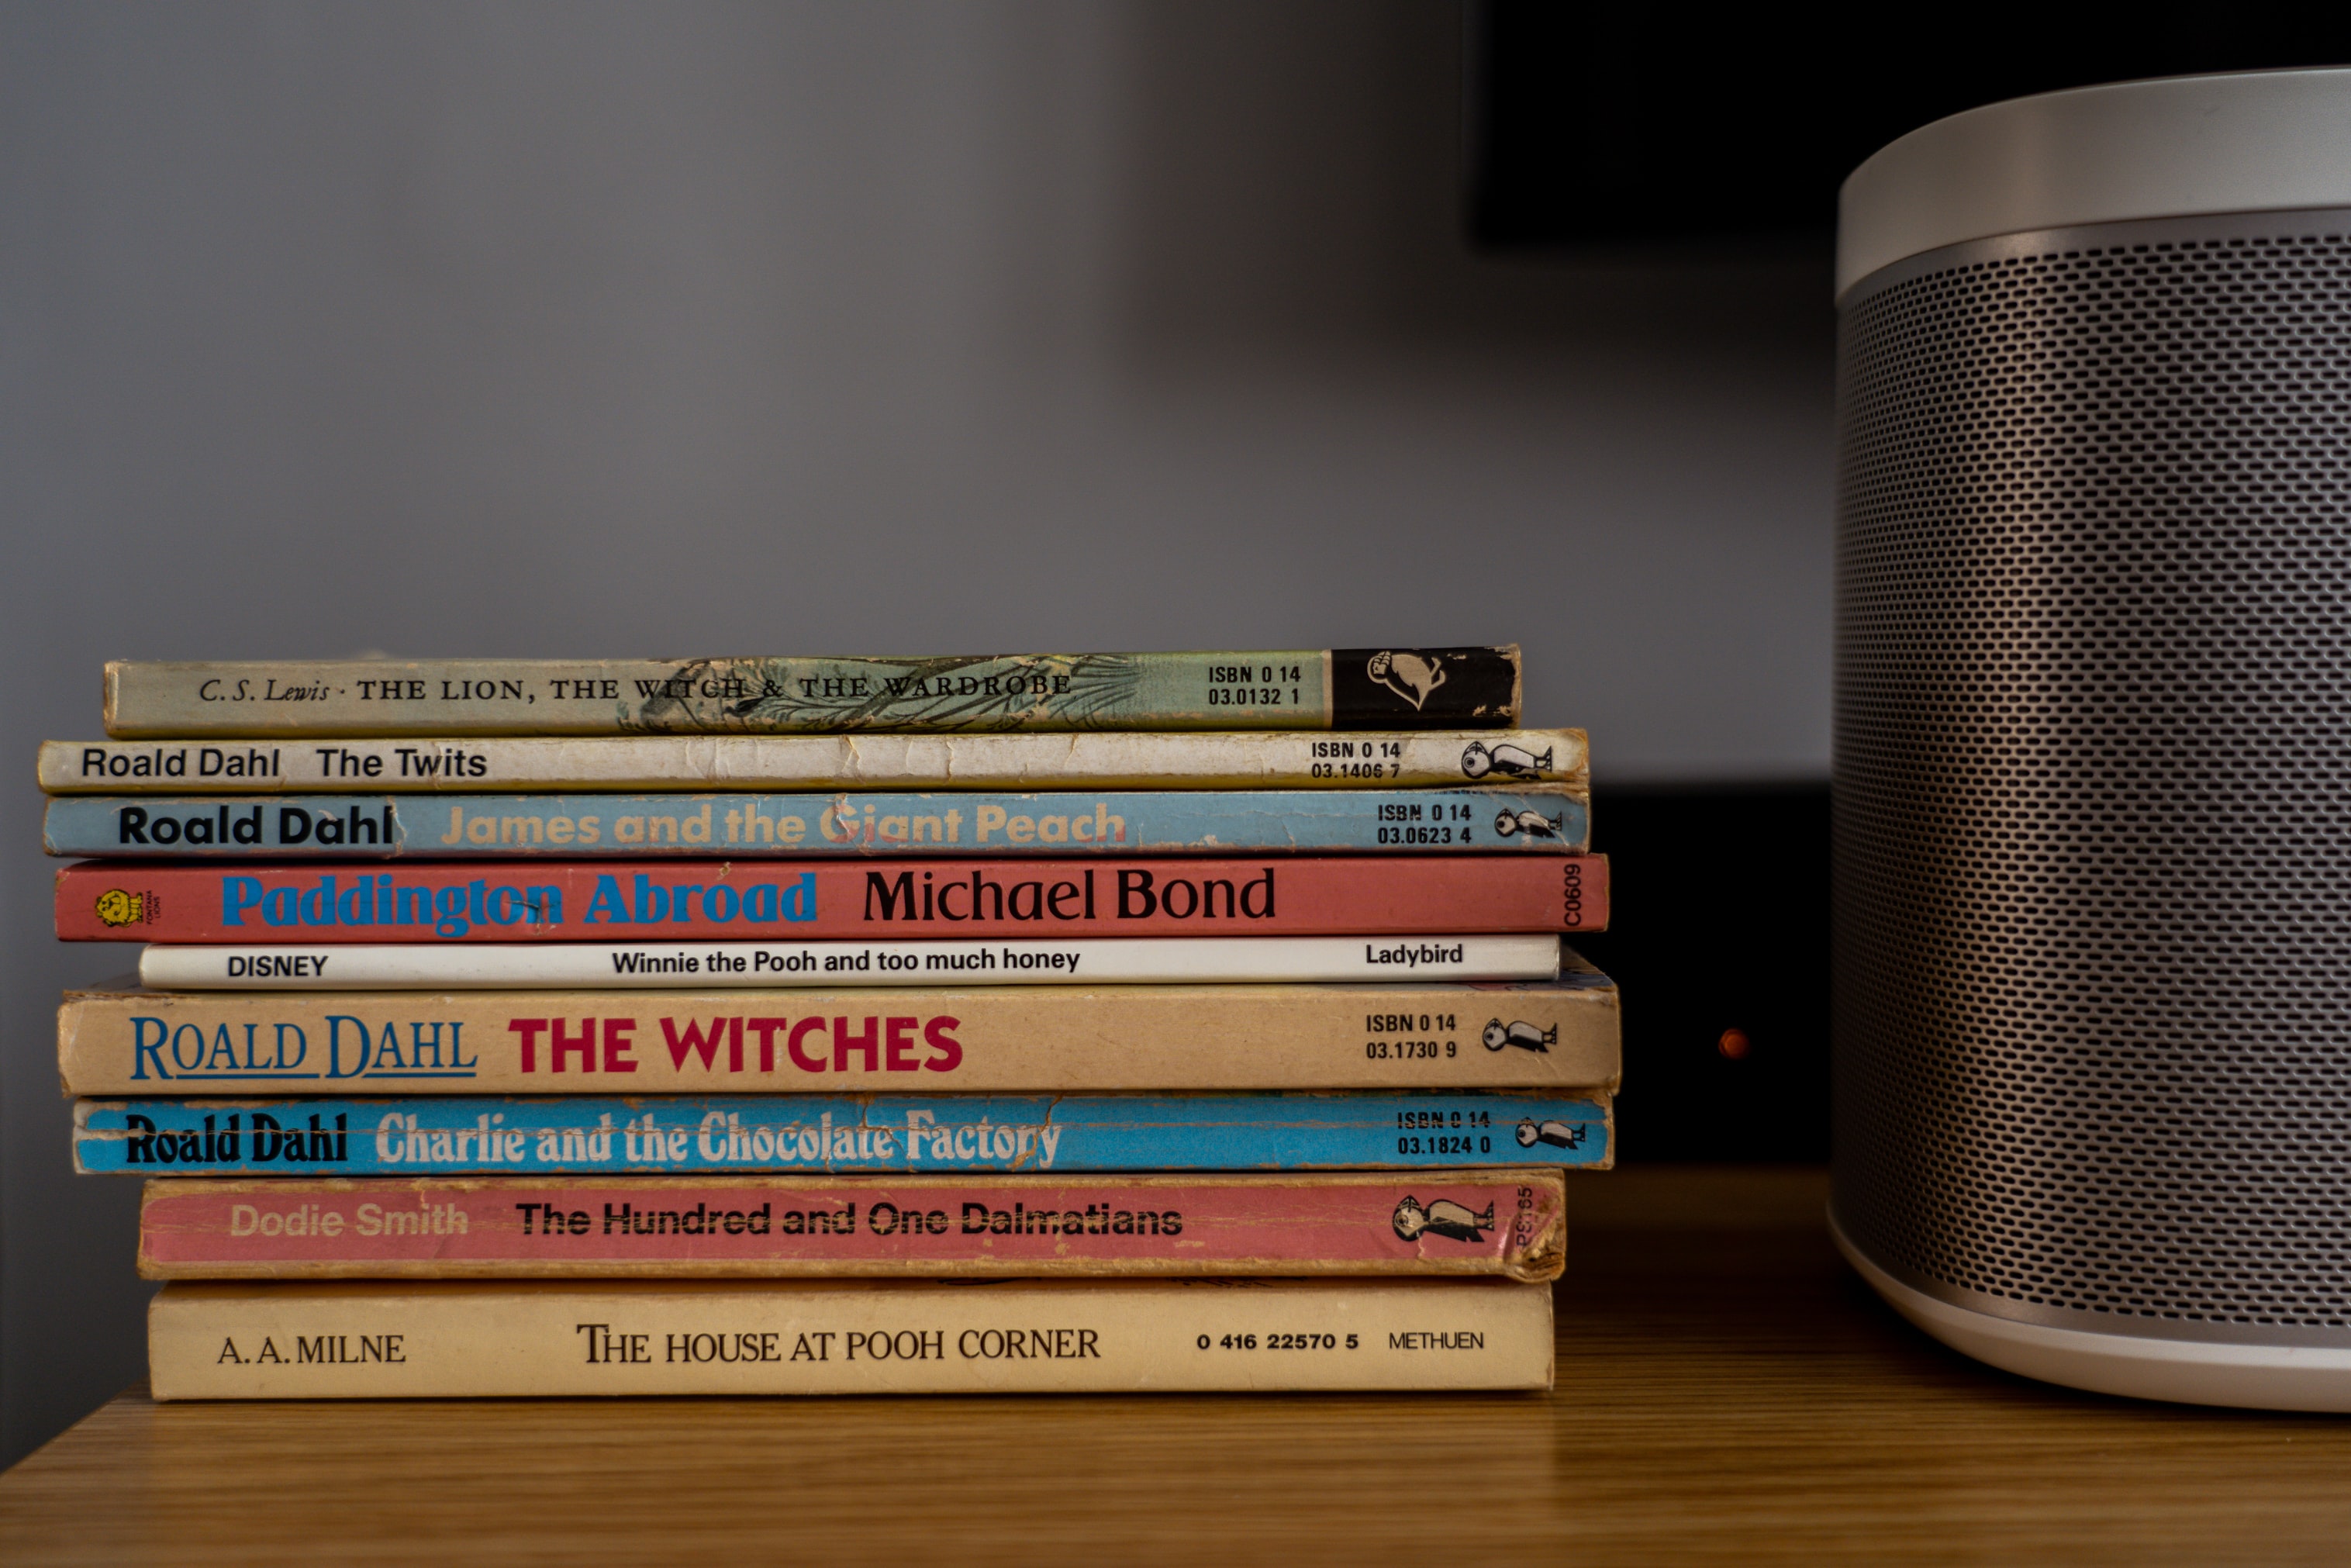 C. S. Lewis · THE LION, THE WITCH & THE WARDROBE ISBN 0 14
03.0132 1
Roald Dahl The Twits ISBN 0 14
03.1406 7
Roald Dahl James and the Giant Peach ISBN 0 14
03.0623 4
FONTANA
LIONS
Paddington Abroad Michael Bond C0609
DISNEY Winnie the Pooh and too much honey Ladybird
ROALD DAHL THE WITCHES ISBN 0 14
03.1730 9
Roald Dahl Charlie and the Chocolate Factory ISBN 0 14
03.1824 0
Dodie Smith The Hundred and One Dalmatians
A. A. MILNE THE HOUSE AT POOH CORNER 0 416 22570 5 METHUEN